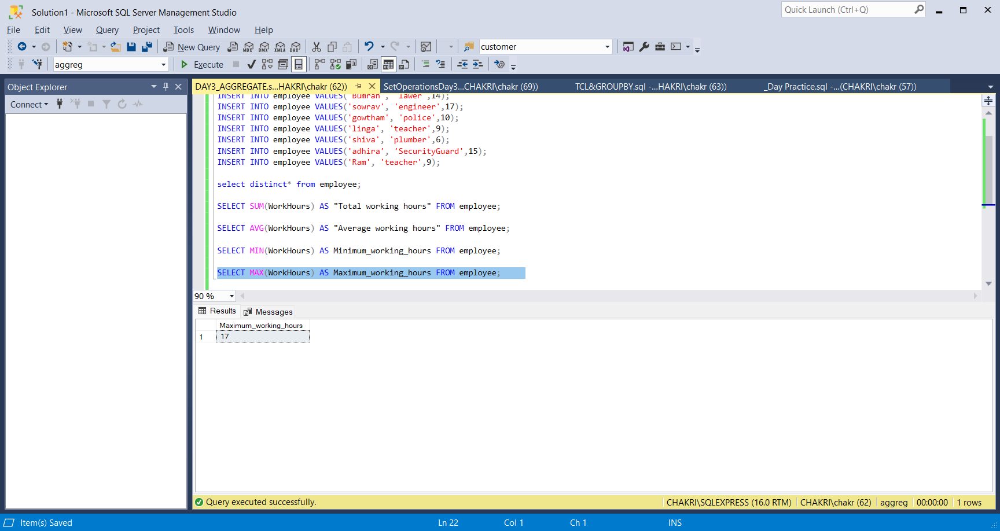 Solution1 - Microsoft SQL Server Management Studio
Quick Launch (Ctrl+Q)
File Edit View Query Project Tools Window Help
New Query MDX DMX XMLA DAX customer
aggreg Execute
Object Explorer
Connect
DAY3_AGGREGATE.s...HAKRI\chakr (62)) SetOperationsDay3...CHAKRI\chakr (69)) TCL&GROUPBY.sql -...HAKRI\chakr (63)) _Day Practice.sql -...(CHAKRI\chakr (57))
INSERT INTO employee VALUES('Bumrah', 'lawer',14);
INSERT INTO employee VALUES('sowrav', 'engineer',17);
INSERT INTO employee VALUES('gowtham', 'police',10);
INSERT INTO employee VALUES('linga', 'teacher',9);
INSERT INTO employee VALUES('shiva', 'plumber',6);
INSERT INTO employee VALUES('adhira', 'SecurityGuard',15);
INSERT INTO employee VALUES('Ram', 'teacher',9);
select distinct* from employee;
SELECT SUM(WorkHours) AS "Total working hours" FROM employee;
SELECT AVG(WorkHours) AS "Average working hours" FROM employee;
SELECT MIN(WorkHours) AS Minimum_working_hours FROM employee;
SELECT MAX(WorkHours) AS Maximum_working_hours FROM employee;
90 %
Results Messages
Maximum_working_hours
1 17
Query executed successfully. CHAKRI\SQLEXPRESS (16.0 RTM) CHAKRI\chakr (62) aggreg 00:00:00 1 rows
Item(s) Saved Ln 22 Col 1 Ch 1 INS